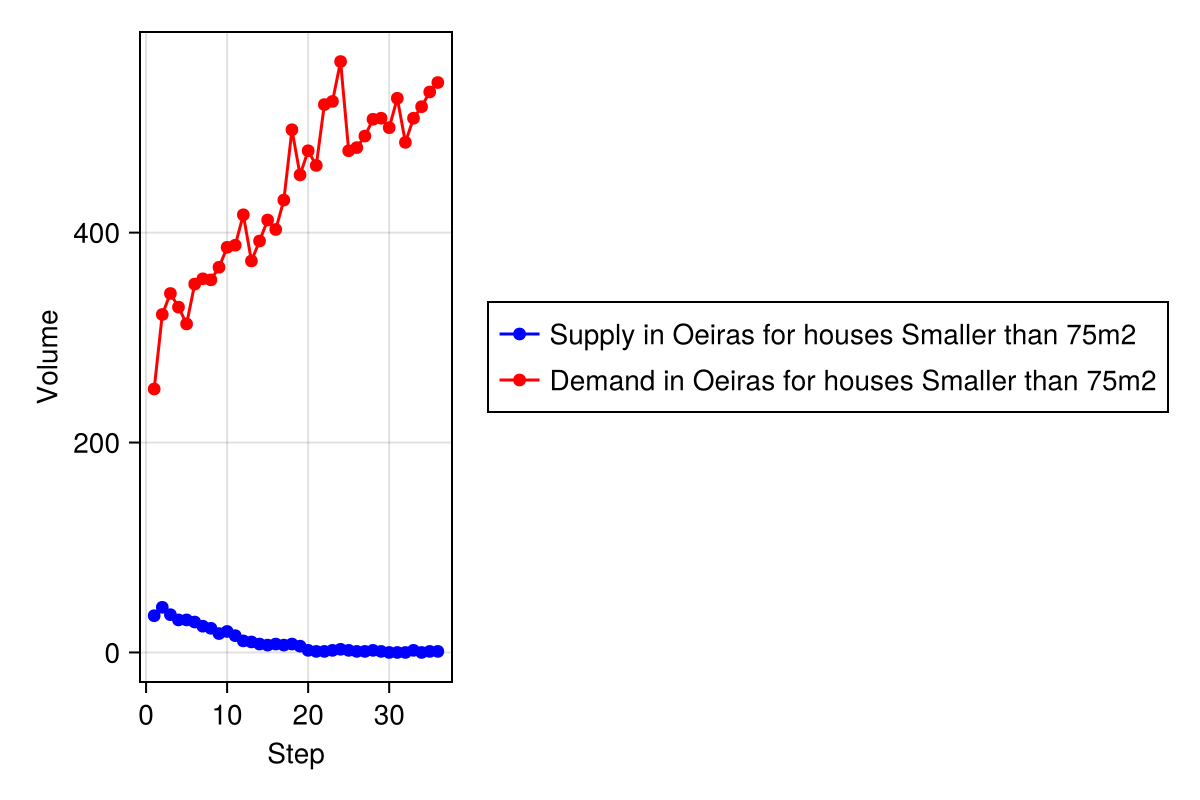 Volume
400
200
0
0 10 20 30
Step
Supply in Oeiras for houses Smaller than 75m2
Demand in Oeiras for houses Smaller than 75m2